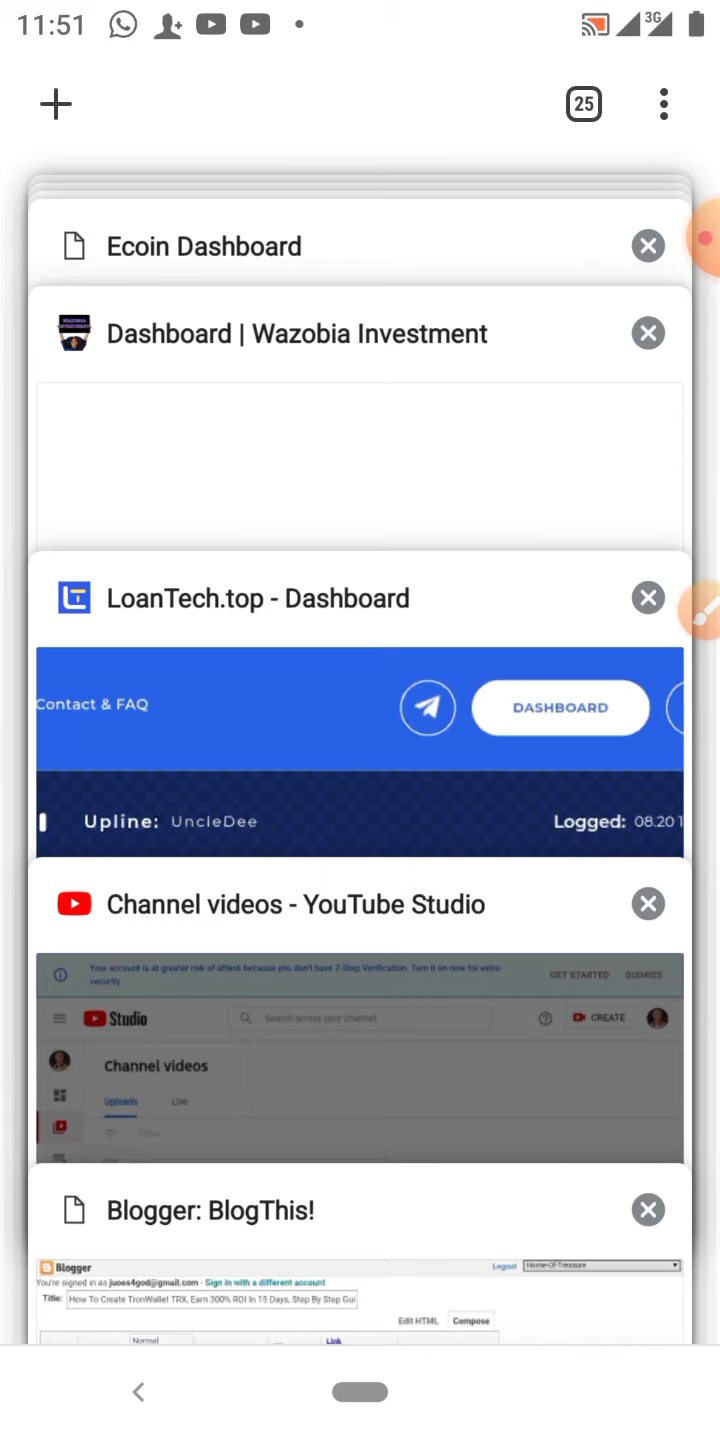 11:51
3G
25
Ecoin Dashboard
Dashboard | Wazobia Investment
LoanTech.top - Dashboard
Contact & FAQ
DASHBOARD
Upline: UncleDee
Logged: 08.20 1
Channel videos - YouTube Studio
Your account is at greater risk of attack because you don't have 2-Step Verification. Turn it on now for extra
security
GET STARTED
DISMISS
Studio
Search across your channel
CREATE
Channel videos
Uploads
Live
Filter
Blogger: BlogThis!
Blogger
Logout
Home-OF-Treasure
You're signed in as juoes4god@gmail.com - Sign in with a different account
Title: How To Create TronWallet TRX, Earn 300% ROI In 15 Days, Step By Step Gui
Edit HTML
Compose
Normal
Link